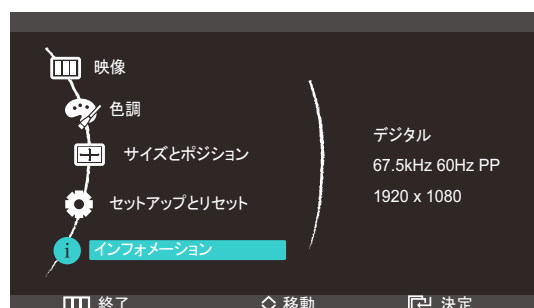 映像
色調
サイズとポジション
セットアップとリセット
i インフォメーション
デジタル
67.5kHz 60Hz PP
1920 x 1080
終了 移動 決定